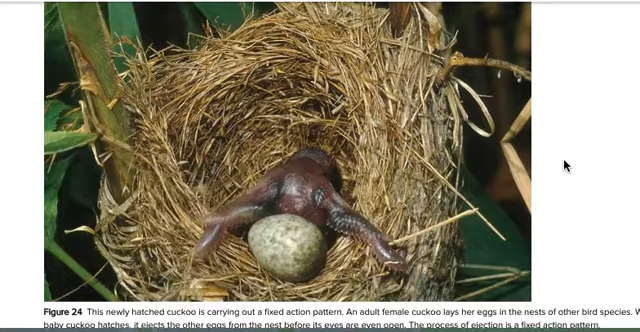 Figure 24 This newly hatched cuckoo is carrying out a fixed action pattern. An adult female cuckoo lays her eggs in the nests of other bird species.
baby cuckoo hatches, it ejects the other eggs from the nest before its eyes are even open. The process of ejection is a fixed action pattern.